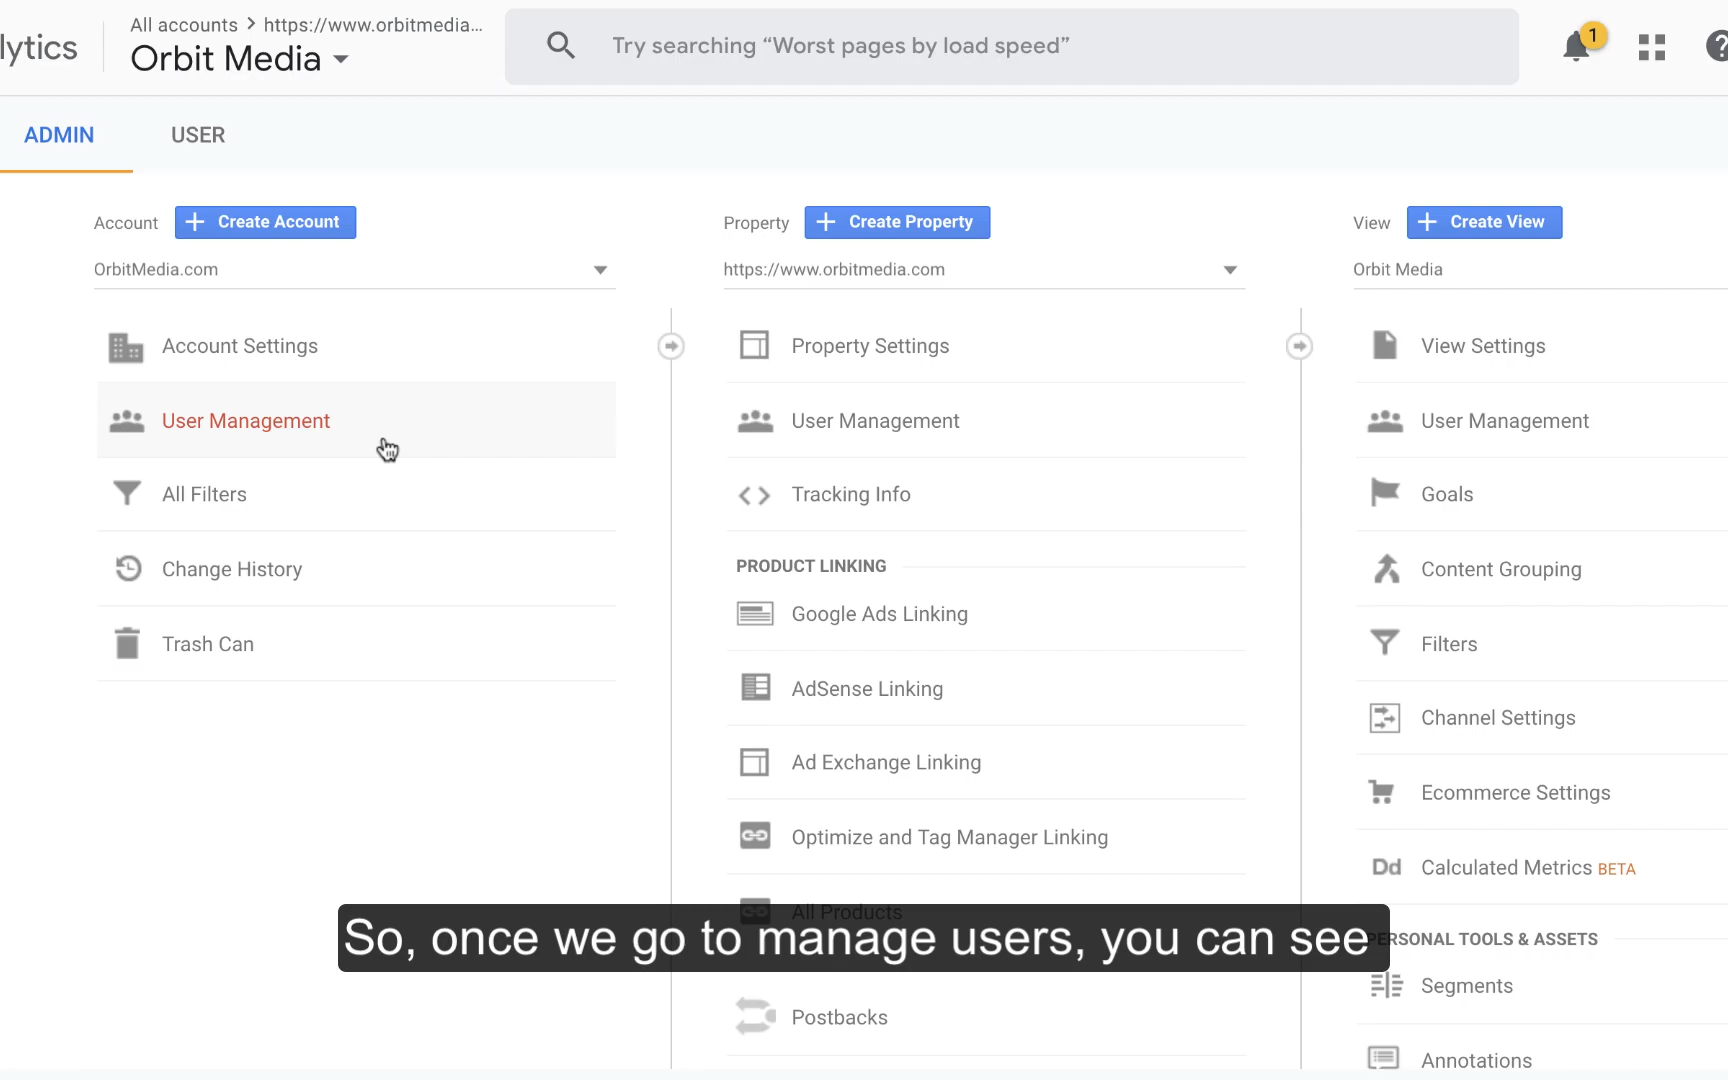 lytics
All accounts > https://www.orbitmedia...
Orbit Media
Try searching “Worst pages by load speed”
1
?
ADMIN
USER
Account
+ Create Account
OrbitMedia.com
Account Settings
User Management
All Filters
Change History
Trash Can
Property
+ Create Property
https://www.orbitmedia.com
Property Settings
User Management
Tracking Info
PRODUCT LINKING
Google Ads Linking
AdSense Linking
Ad Exchange Linking
Optimize and Tag Manager Linking
All Products
Postbacks
View
+ Create View
Orbit Media
View Settings
User Management
Goals
Content Grouping
Filters
Channel Settings
Ecommerce Settings
Dd Calculated Metrics BETA
ERSONAL TOOLS & ASSETS
Segments
Annotations
So, once we go to manage users, you can see